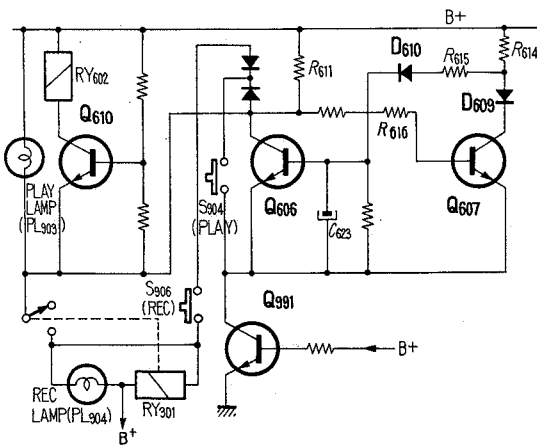 B+
RY602
R611
D610
R615
R614
Q610
D609
R616
PLAY
LAMP
(PL903)
S904
(PLAY)
Q606
C623
Q607
S906
(REC)
Q991
B+
REC
LAMP(PL904)
RY301
B+